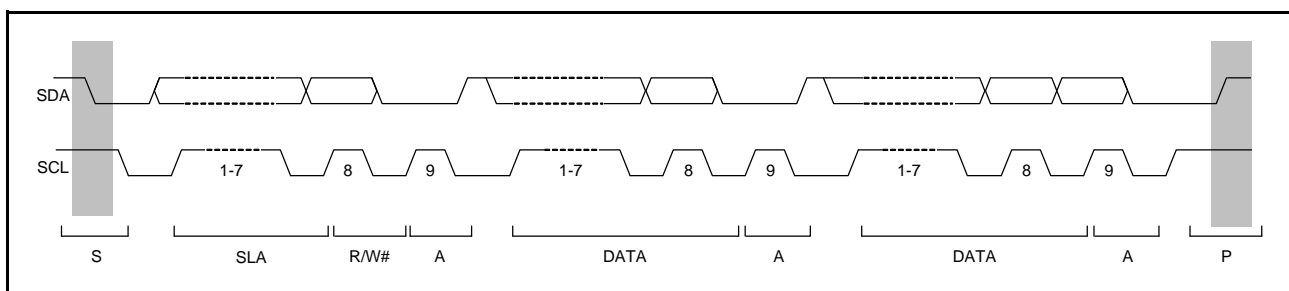 SDA
SCL
1-7 8 9 1-7 8 9 1-7 8 9
S SLA R/W# A DATA A DATA A P